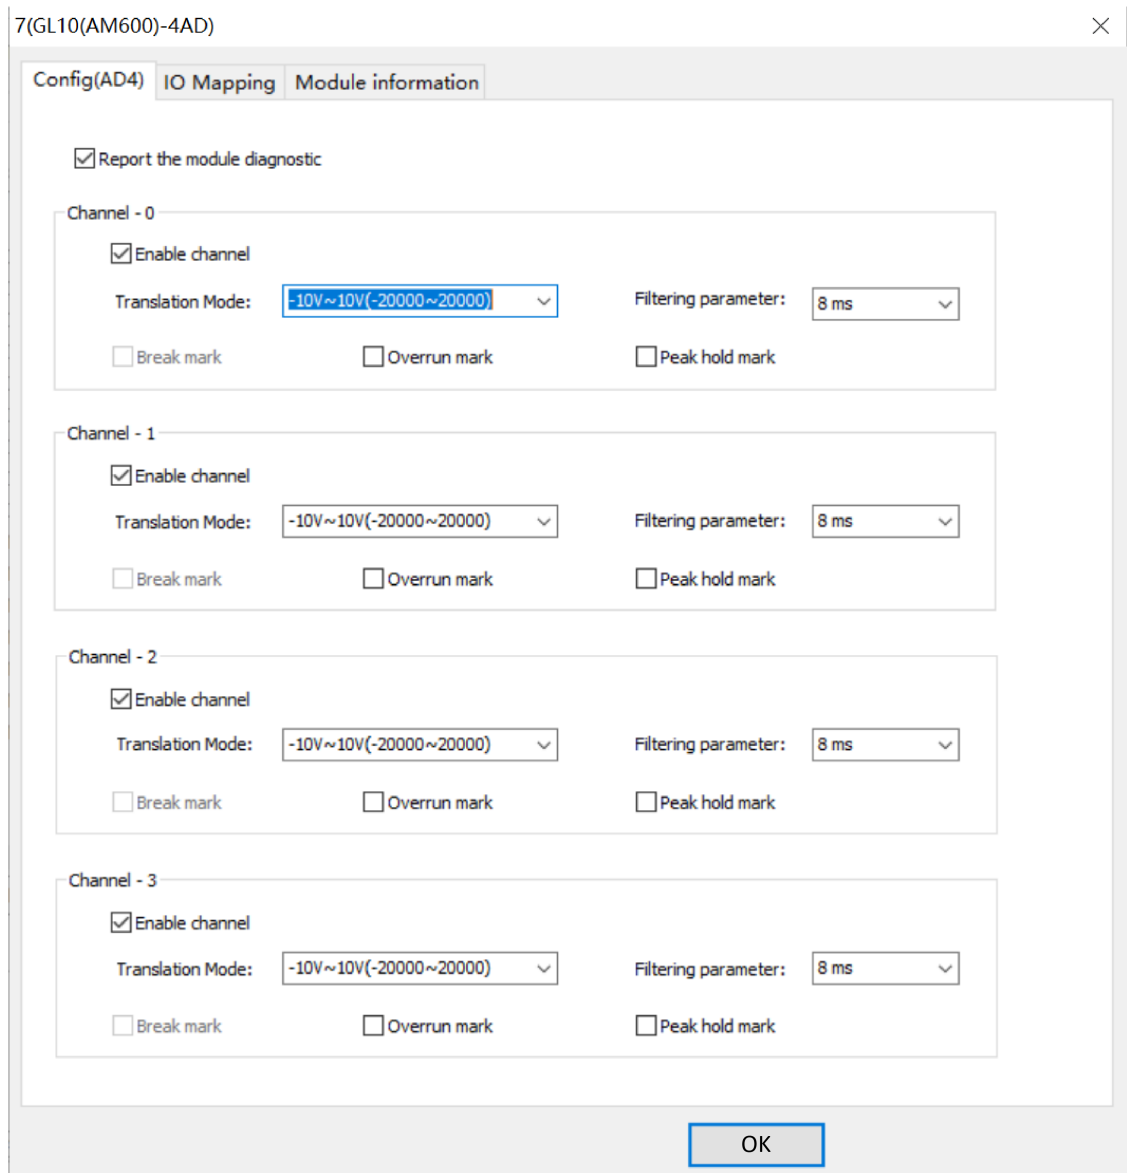 7(GL10(AM600)-4AD)
Config(AD4) IO Mapping Module information
Report the module diagnostic
Channel - 0
Enable channel
Translation Mode: -10V~10V(-20000~20000) Filtering parameter: 8 ms
Break mark Overrun mark Peak hold mark
Channel - 1
Enable channel
Translation Mode: -10V~10V(-20000~20000) Filtering parameter: 8 ms
Break mark Overrun mark Peak hold mark
Channel - 2
Enable channel
Translation Mode: -10V~10V(-20000~20000) Filtering parameter: 8 ms
Break mark Overrun mark Peak hold mark
Channel - 3
Enable channel
Translation Mode: -10V~10V(-20000~20000) Filtering parameter: 8 ms
Break mark Overrun mark Peak hold mark
OK